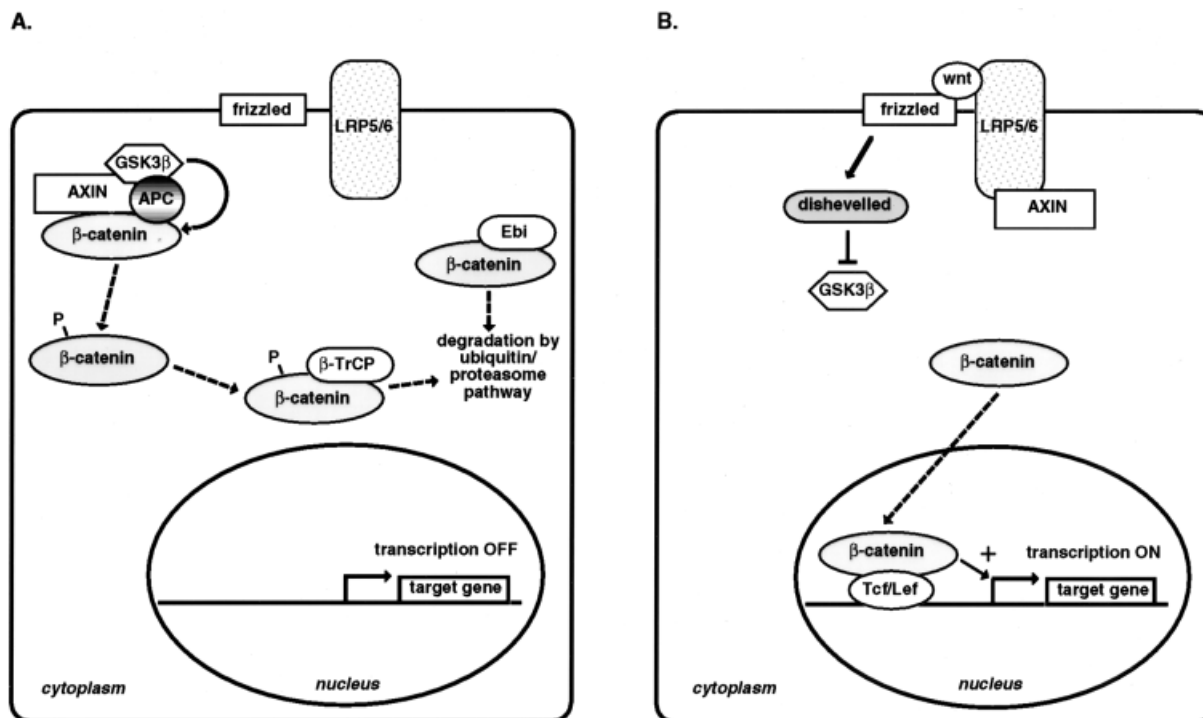 A.
frizzled
LRP5/6
GSK3β
AXIN
APC
β-catenin
Ebi
β-catenin
P
β-catenin
P
β-TrCP
β-catenin
degradation by
ubiquitin/
proteasome
pathway
transcription OFF
target gene
cytoplasm
nucleus
B.
wnt
frizzled
LRP5/6
dishevelled
AXIN
GSK3β
β-catenin
β-catenin
+
transcription ON
Tcf/Lef
target gene
cytoplasm
nucleus